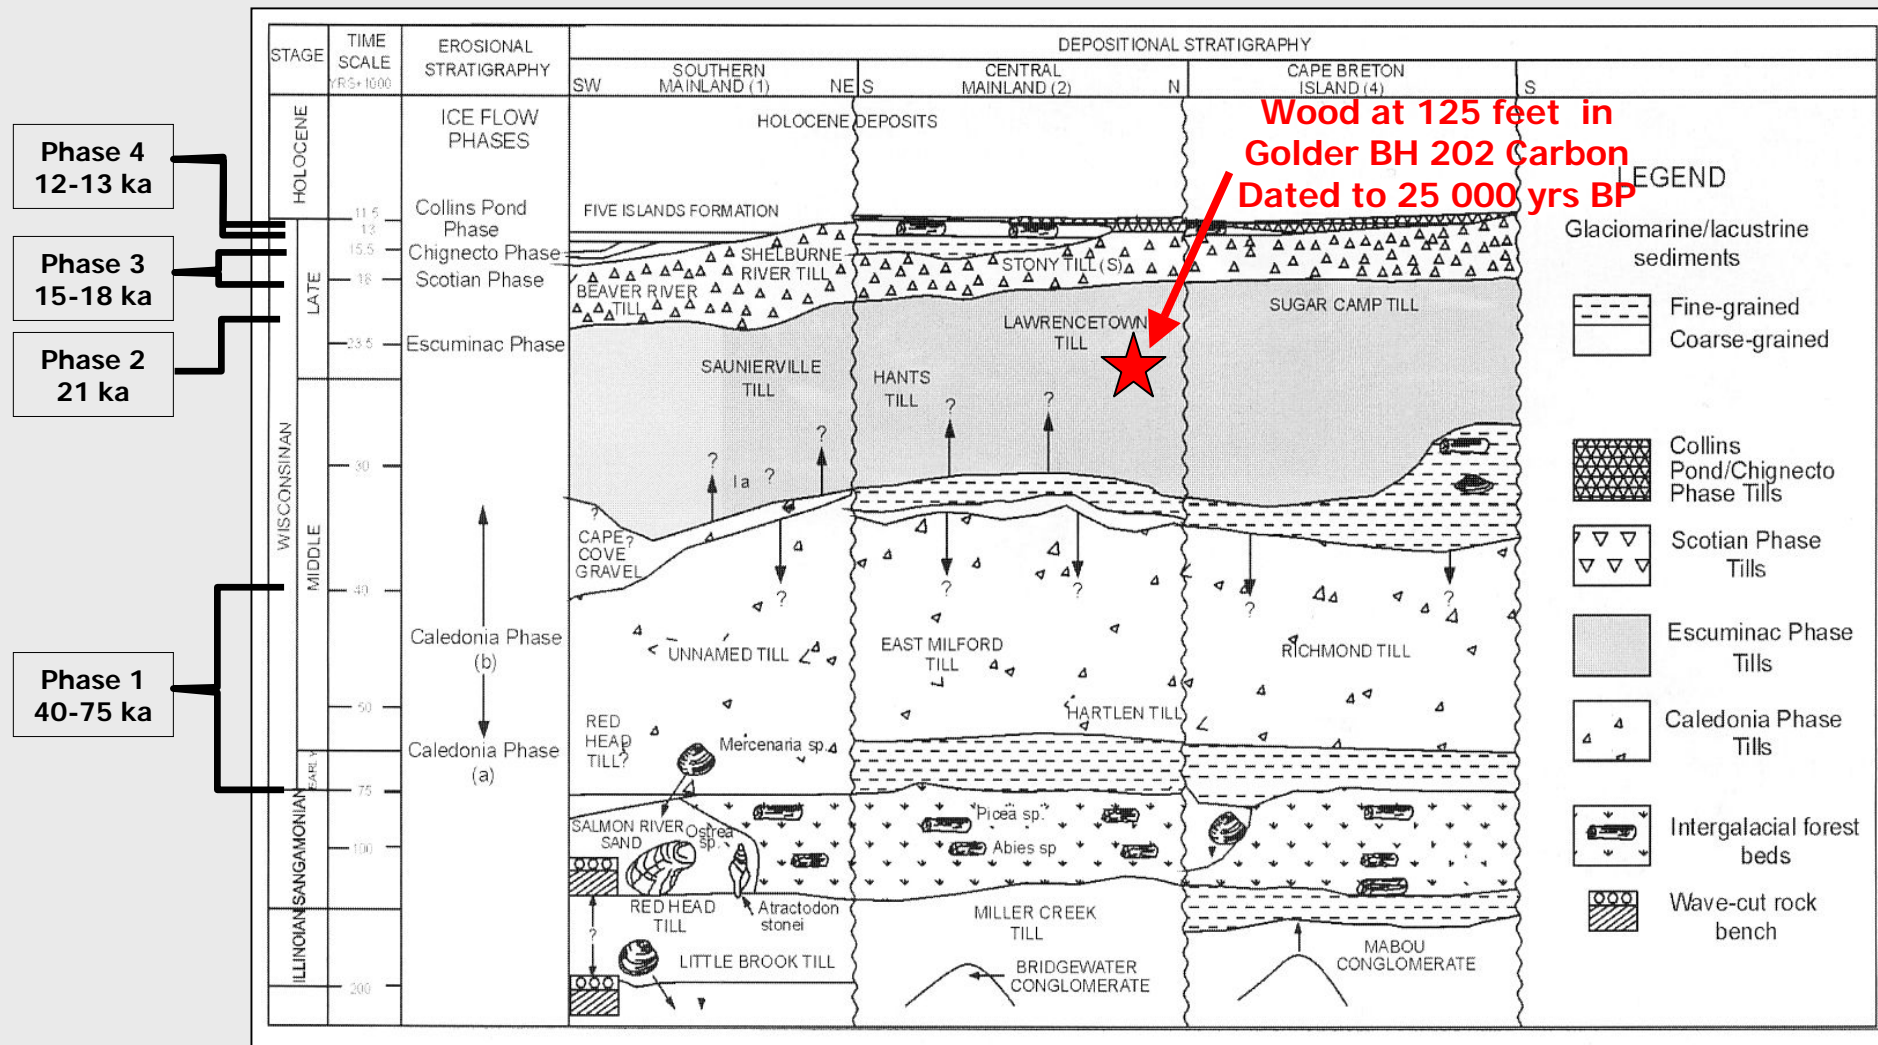 STAGE
TIME
SCALE
YRS*1000
EROSIONAL
STRATIGRAPHY
DEPOSITIONAL STRATIGRAPHY
SOUTHERN
SW MAINLAND (1) NE
CENTRAL
S MAINLAND (2) N
CAPE BRETON
ISLAND (4)
S
Phase 4
12-13 ka
Phase 3
15-18 ka
Phase 2
21 ka
Phase 1
40-75 ka
HOLOCENE
WISCONSINAN
LATE
MIDDLE
EARLY
SANGAMONIAN
ILLINOIAN
11.5
13
15.5
18
23.5
30
40
50
75
100
200
ICE FLOW
PHASES
Collins Pond
Phase
Chignecto Phase
Scotian Phase
Escuminac Phase
Caledonia Phase
(b)
Caledonia Phase
(a)
HOLOCENE DEPOSITS
Wood at 125 feet in
Golder BH 202 Carbon
Dated to 25 000 yrs BP
FIVE ISLANDS FORMATION
SHELBURNE
RIVER TILL
BEAVER RIVER
TILL
STONY TILL (S)
SUGAR CAMP TILL
LAWRENCETOWN
TILL
SAUNIERVILLE
TILL
HANTS
TILL
?
?
?
?
Ia ?
?
CAPE ?
COVE
GRAVEL
?
?
?
?
?
UNNAMED TILL
EAST MILFORD
TILL
RICHMOND TILL
HARTLEN TILL
RED
HEAD
TILL?
Mercenaria sp.
SALMON RIVER
SAND
Ostrea
sp.
Picea sp.
Abies sp
RED HEAD
TILL
Atractodon
stonei
?
LITTLE BROOK TILL
MILLER CREEK
TILL
BRIDGEWATER
CONGLOMERATE
MABOU
CONGLOMERATE
LEGEND
Glaciomarine/lacustrine
sediments
Fine-grained
Coarse-grained
Collins
Pond/Chignecto
Phase Tills
Scotian Phase
Tills
Escuminac Phase
Tills
Caledonia Phase
Tills
Intergalacial forest
beds
Wave-cut rock
bench